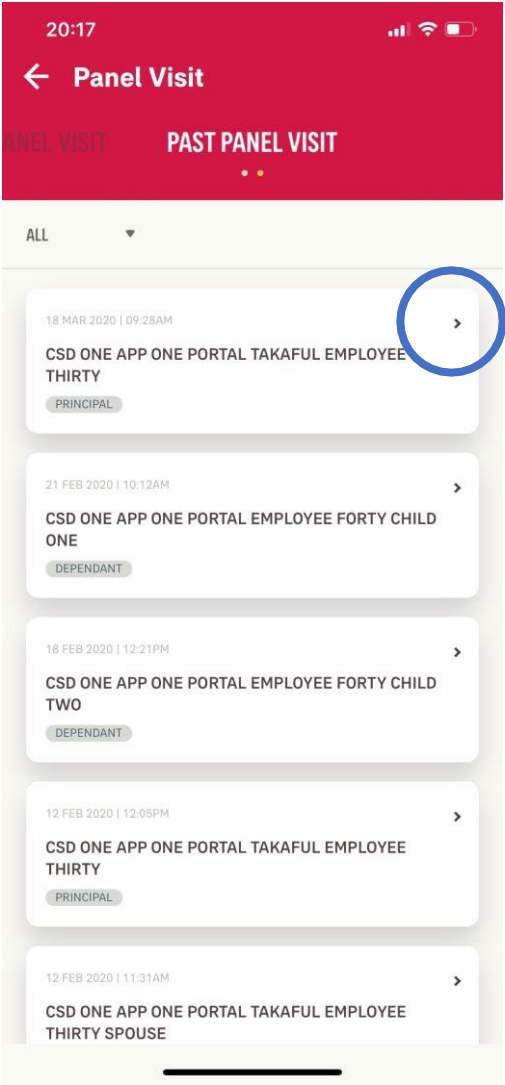 20:17
Panel Visit
ANEL VISIT
PAST PANEL VISIT
ALL
18 MAR 2020 | 09:28AM
CSD ONE APP ONE PORTAL TAKAFUL EMPLOYEE
THIRTY
PRINCIPAL
21 FEB 2020 | 10:12AM
CSD ONE APP ONE PORTAL EMPLOYEE FORTY CHILD
ONE
DEPENDANT
18 FEB 2020 | 12:21PM
CSD ONE APP ONE PORTAL EMPLOYEE FORTY CHILD
TWO
DEPENDANT
12 FEB 2020 | 12:05PM
CSD ONE APP ONE PORTAL TAKAFUL EMPLOYEE
THIRTY
PRINCIPAL
12 FEB 2020 | 11:31AM
CSD ONE APP ONE PORTAL TAKAFUL EMPLOYEE
THIRTY SPOUSE